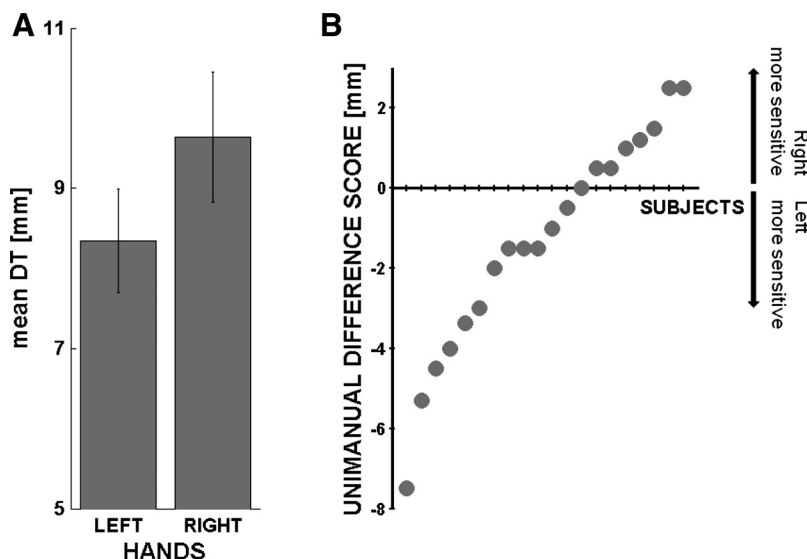 A
11
9
7
5
mean DT [mm]
LEFT RIGHT
HANDS
B
UNIMANUAL DIFFERENCE SCORE [mm]
2
0
-2
-4
-6
-8
SUBJECTS
Right
more sensitive
Left
more sensitive